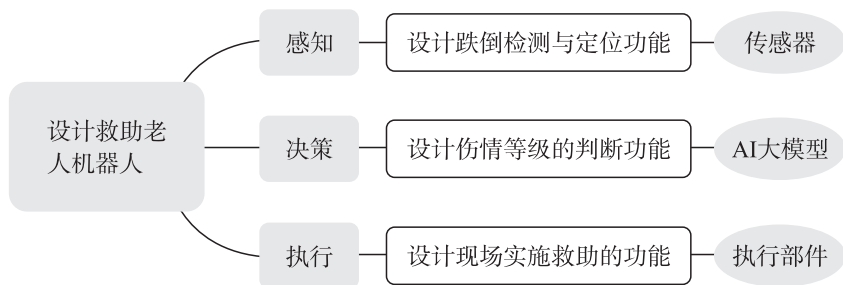 感知
设计跌倒检测与定位功能
传感器
设计救助老
人机器人
决策
设计伤情等级的判断功能
AI大模型
执行
设计现场实施救助的功能
执行部件